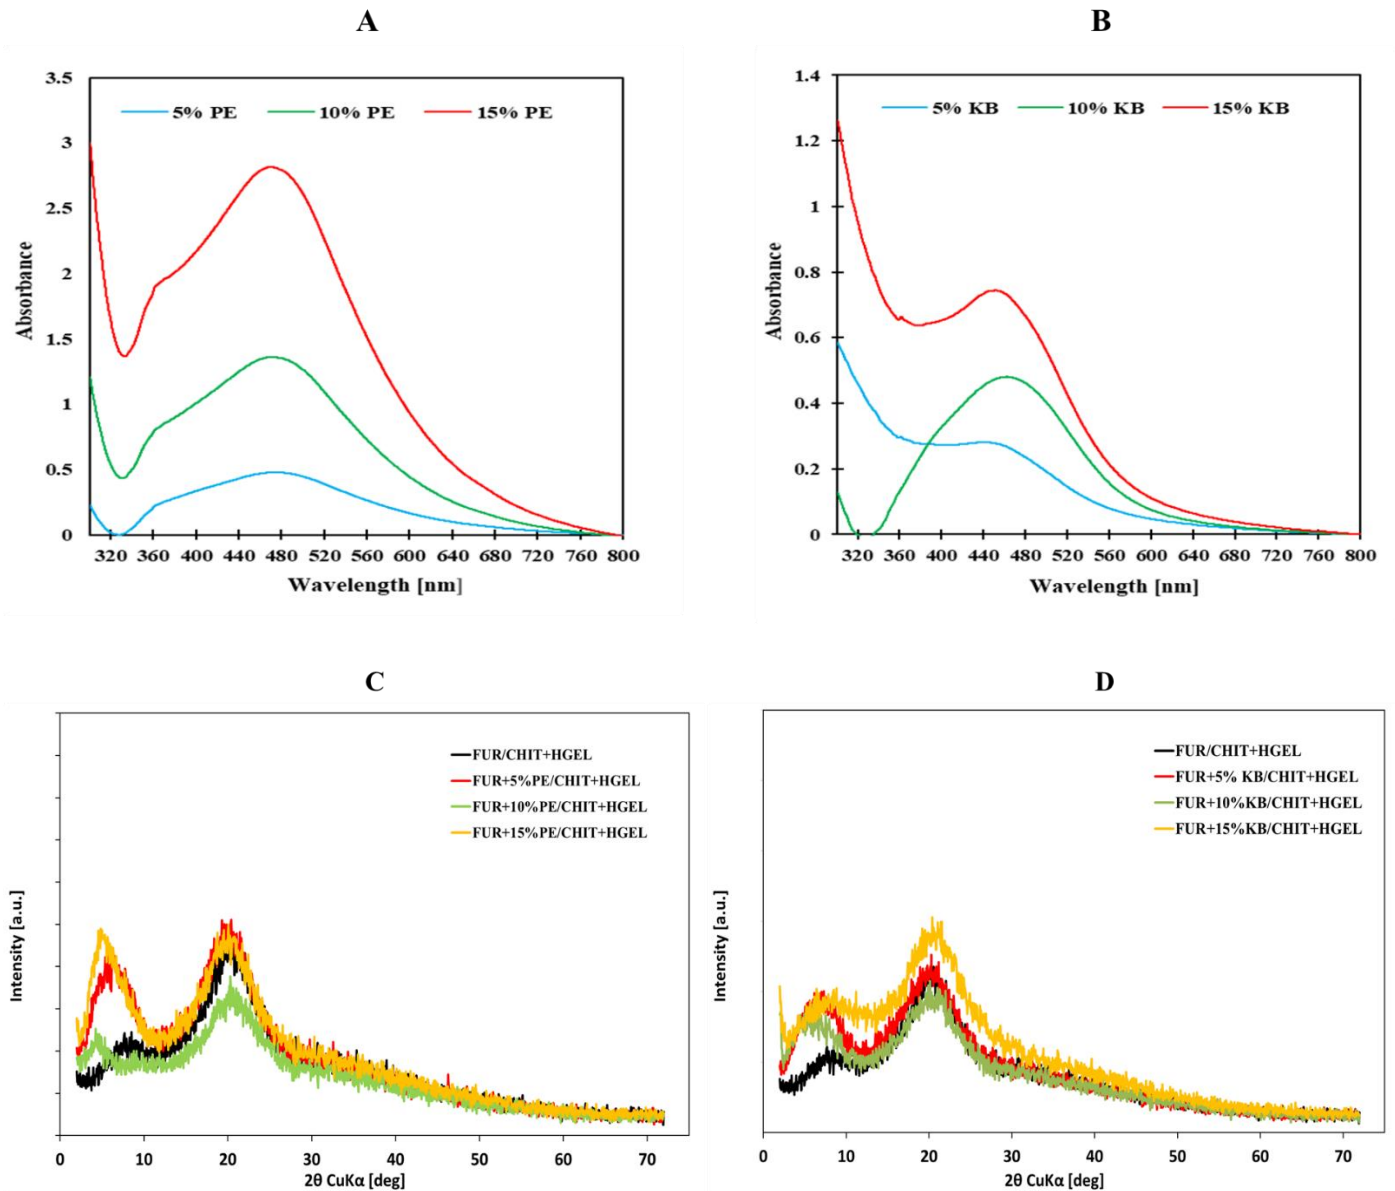 A
B
3.5
3
2.5
2
1.5
1
0.5
0
5% PE 10% PE 15% PE
Absorbance
320 360 400 440 480 520 560 600 640 680 720 760 800
Wavelength [nm]
1.4
1.2
1
0.8
0.6
0.4
0.2
0
5% KB 10% KB 15% KB
Absorbance
320 360 400 440 480 520 560 600 640 680 720 760 800
Wavelength [nm]
C
D
FUR/CHIT+HGEL
FUR+5%PE/CHIT+HGEL
FUR+10%PE/CHIT+HGEL
FUR+15%PE/CHIT+HGEL
Intensity [a.u.]
0 10 20 30 40 50 60 70
2θ CuKα [deg]
FUR/CHIT+HGEL
FUR+5% KB/CHIT+HGEL
FUR+10%KB/CHIT+HGEL
FUR+15%KB/CHIT+HGEL
Intensity [a.u.]
0 10 20 30 40 50 60 70
2θ CuKα [deg]